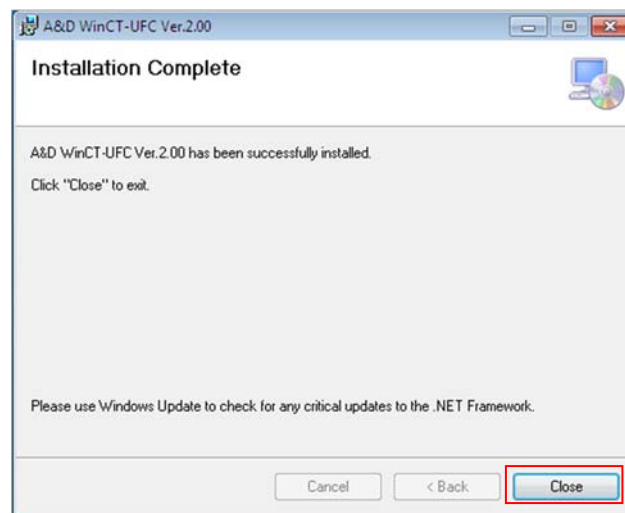 A&D WinCT-UFC Ver.2.00
Installation Complete
A&D WinCT-UFC Ver.2.00 has been successfully installed.
Click "Close" to exit.
Please use Windows Update to check for any critical updates to the .NET Framework.
Cancel
< Back
Close